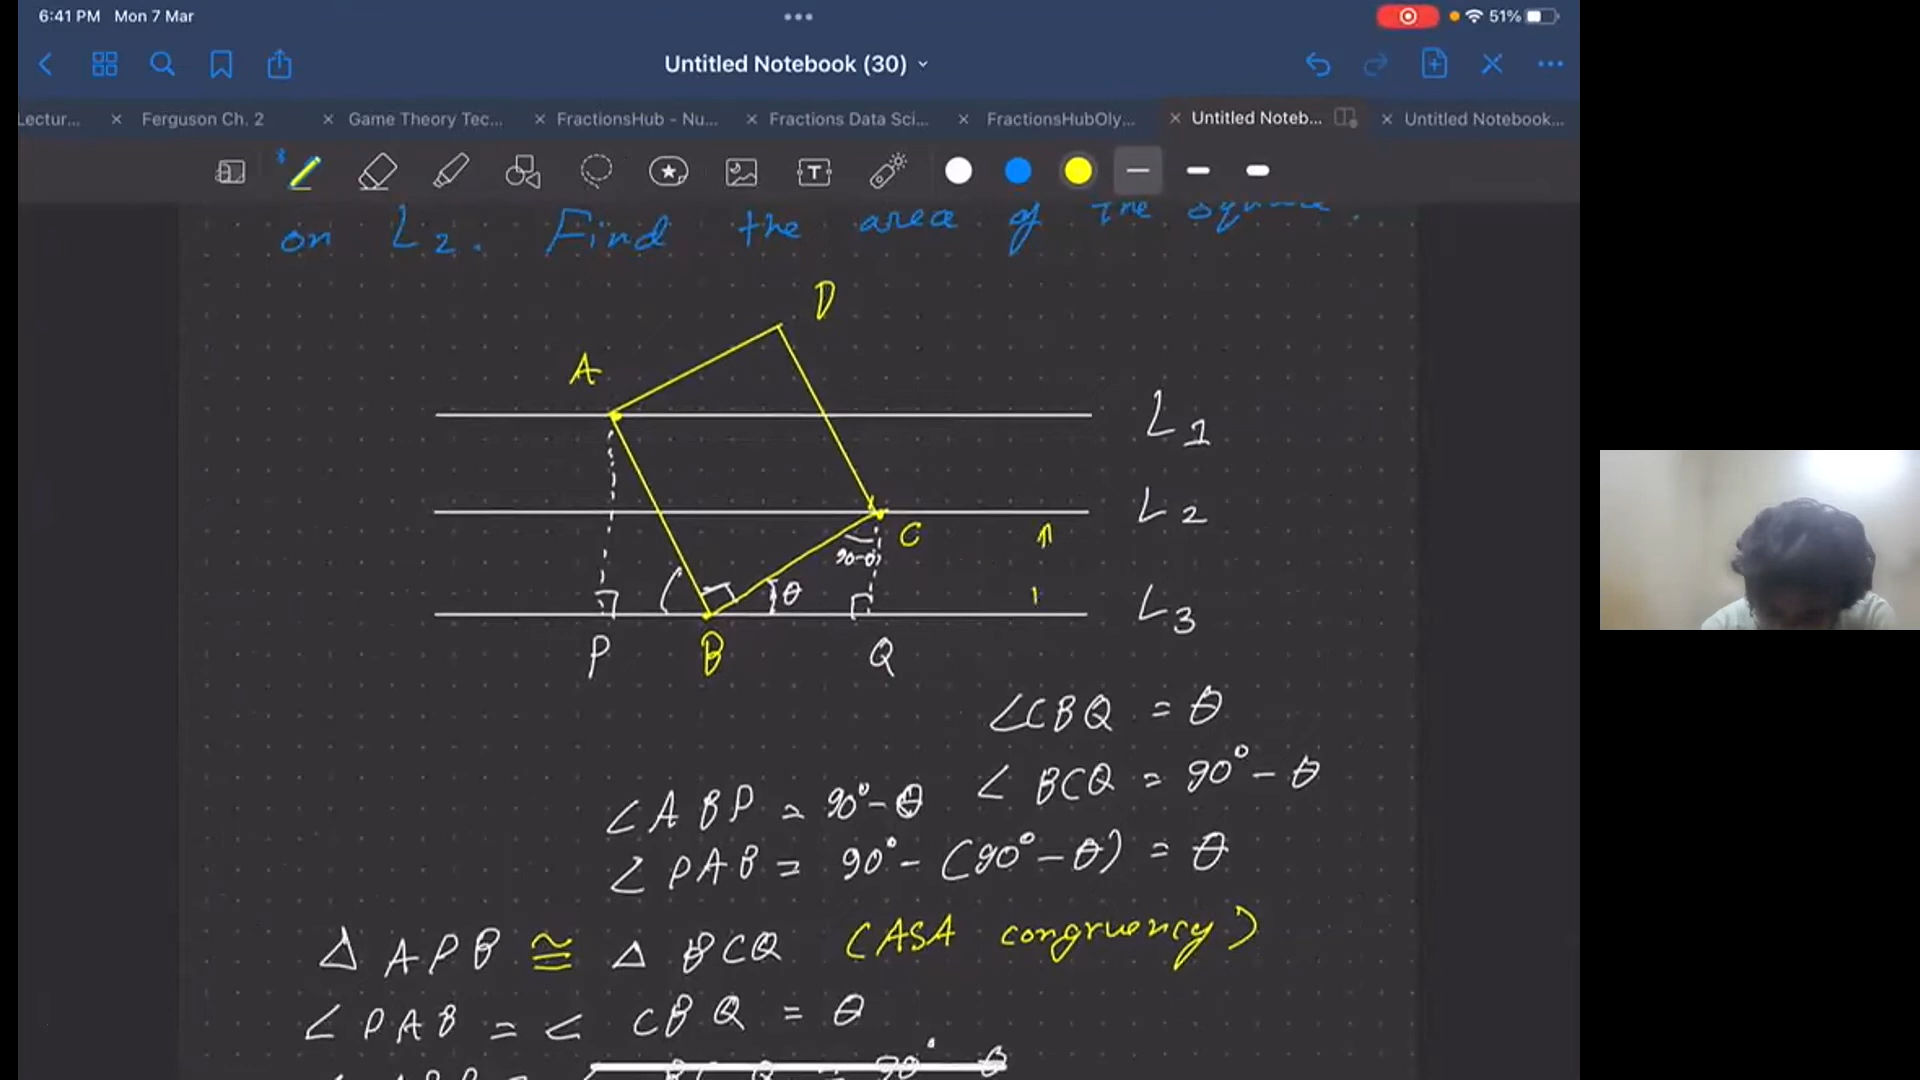 6:41 PM Mon 7 Mar
51%
Untitled Notebook (30)
Lectur...
Ferguson Ch. 2
Game Theory Tec...
FractionsHub - Nu...
Fractions Data Sci...
FractionsHubOly...
Untitled Noteb...
Untitled Notebook...
T
on L2. Find the area of the square.
D
A
L1
L2
C
90-θ
θ
L3
P B Q
∠CBQ = θ
∠BCQ = 90° - θ
∠ABP = 90° - θ
∠PAB = 90° - (90° - θ) = θ
Δ APB ≅ Δ BCQ (ASA congruency)
∠PAB = ∠ CBQ = θ